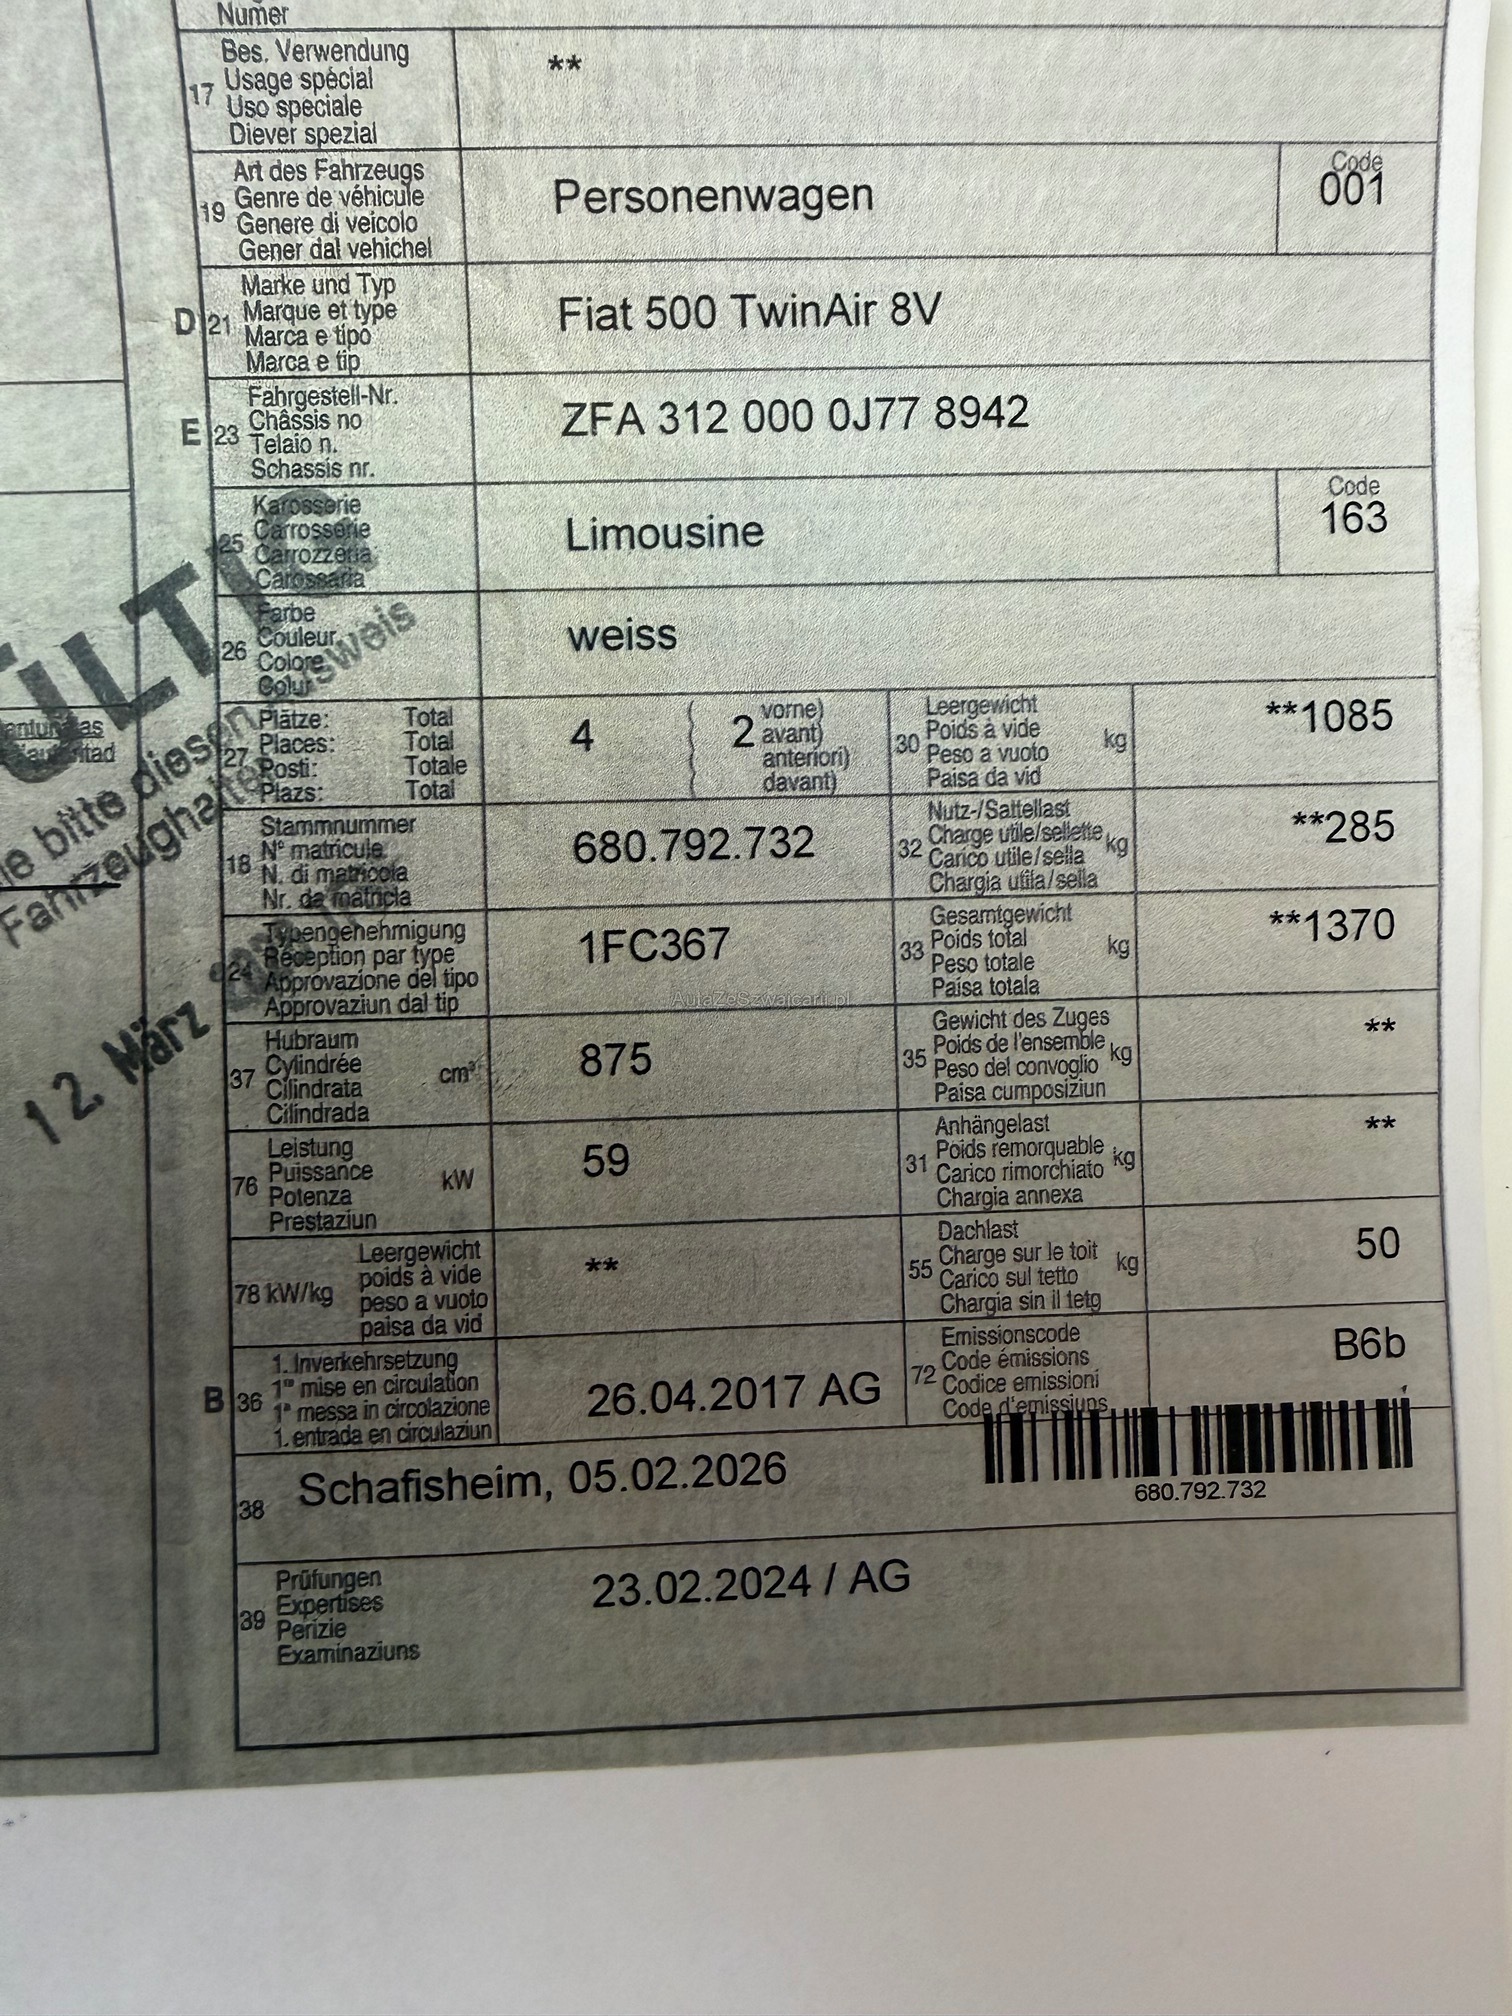 Numer
17
Bes. Verwendung
Usage spécial
Uso speciale
Diever spezial
**
19
Art des Fahrzeugs
Genre de véhicule
Genere di veicolo
Gener dal vehichel
Personenwagen
Code
001
D 21
Marke und Typ
Marque et type
Marca e tipo
Marca e tip
Fiat 500 TwinAir 8V
E 23
Fahrgestell-Nr.
Châssis no
Telaio n.
Schassis nr.
ZFA 312 000 0J77 8942
25
Karosserie
Carrosserie
Carrozzeria
Carossaria
Limousine
Code
163
26
Farbe
Couleur
Colore
Colur
weiss
27
Plätze: Total
Places: Total
Posti: Totale
Plazs: Total
4
2
vorne)
avant)
anteriori)
davant)
30
Leergewicht
Poids à vide
Peso a vuoto
Paisa da vid
kg
**1085
18
Stammnummer
N° matricule
N. di matricola
Nr. da matricla
680.792.732
32
Nutz-/Sattellast
Charge utile/sellette
Carico utile/sella
Chargia utila/sella
kg
**285
24
Typengenehmigung
Réception par type
Approvazione del tipo
Approvaziun dal tip
1FC367
33
Gesamtgewicht
Poids total
Peso totale
Paisa totala
kg
**1370
AutaZeSzwajcarii.pl
37
Hubraum
Cylindrée
Cilindrata
Cilindrada
cm³
875
35
Gewicht des Zuges
Poids de l'ensemble
Peso del convoglio
Paisa cumposiziun
kg
**
76
Leistung
Puissance
Potenza
Prestaziun
kW
59
31
Anhängelast
Poids remorquable
Carico rimorchiato
Chargia annexa
kg
**
78 kW/kg
Leergewicht
poids à vide
peso a vuoto
paisa da vid
**
55
Dachlast
Charge sur le toit
Carico sul tetto
Chargia sin il tetg
kg
50
B 36
1. Inverkehrsetzung
1re mise en circulation
1a messa in circolazione
1. entrada en circulaziun
26.04.2017 AG
72
Emissionscode
Code émissions
Codice emissioni
Code d'emissiuns
B6b
38
Schafisheim, 05.02.2026
680.792.732
39
Prüfungen
Expertises
Perizie
Examinaziuns
23.02.2024 / AG
ÜLTIG
bitte diesen
sweis
Fahrzeughalter
12. März